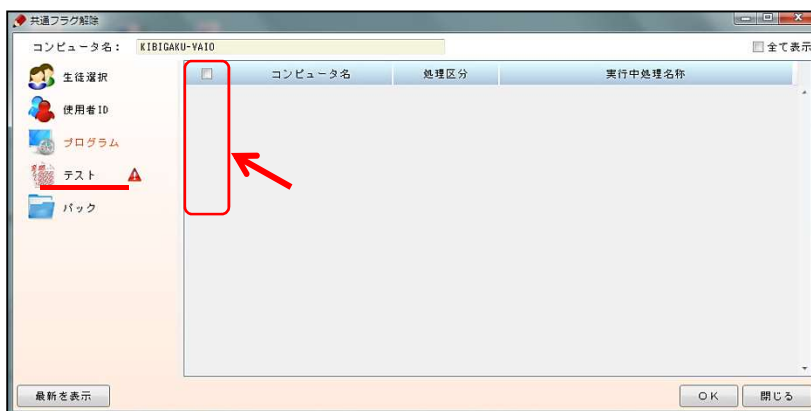 共通フラグ解除
コンピュータ名： KIBIGAKU-VAIO
全て表示
生徒選択
使用者ID
プログラム
テスト
パック
コンピュータ名 処理区分 実行中処理名称
最新を表示
OK 閉じる